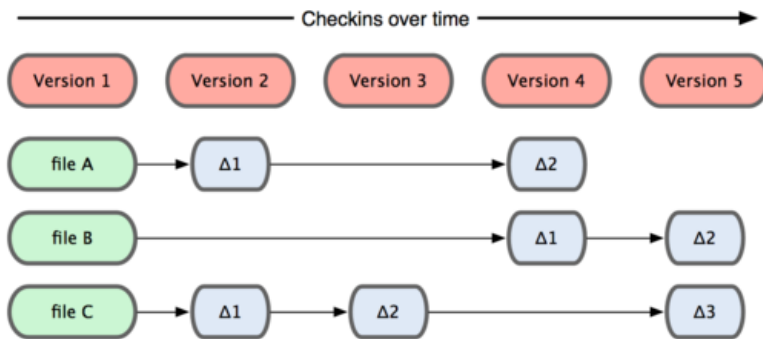 Checkins over time
Version 1 Version 2 Version 3 Version 4 Version 5
file A Δ1 Δ2
file B Δ1 Δ2
file C Δ1 Δ2 Δ3